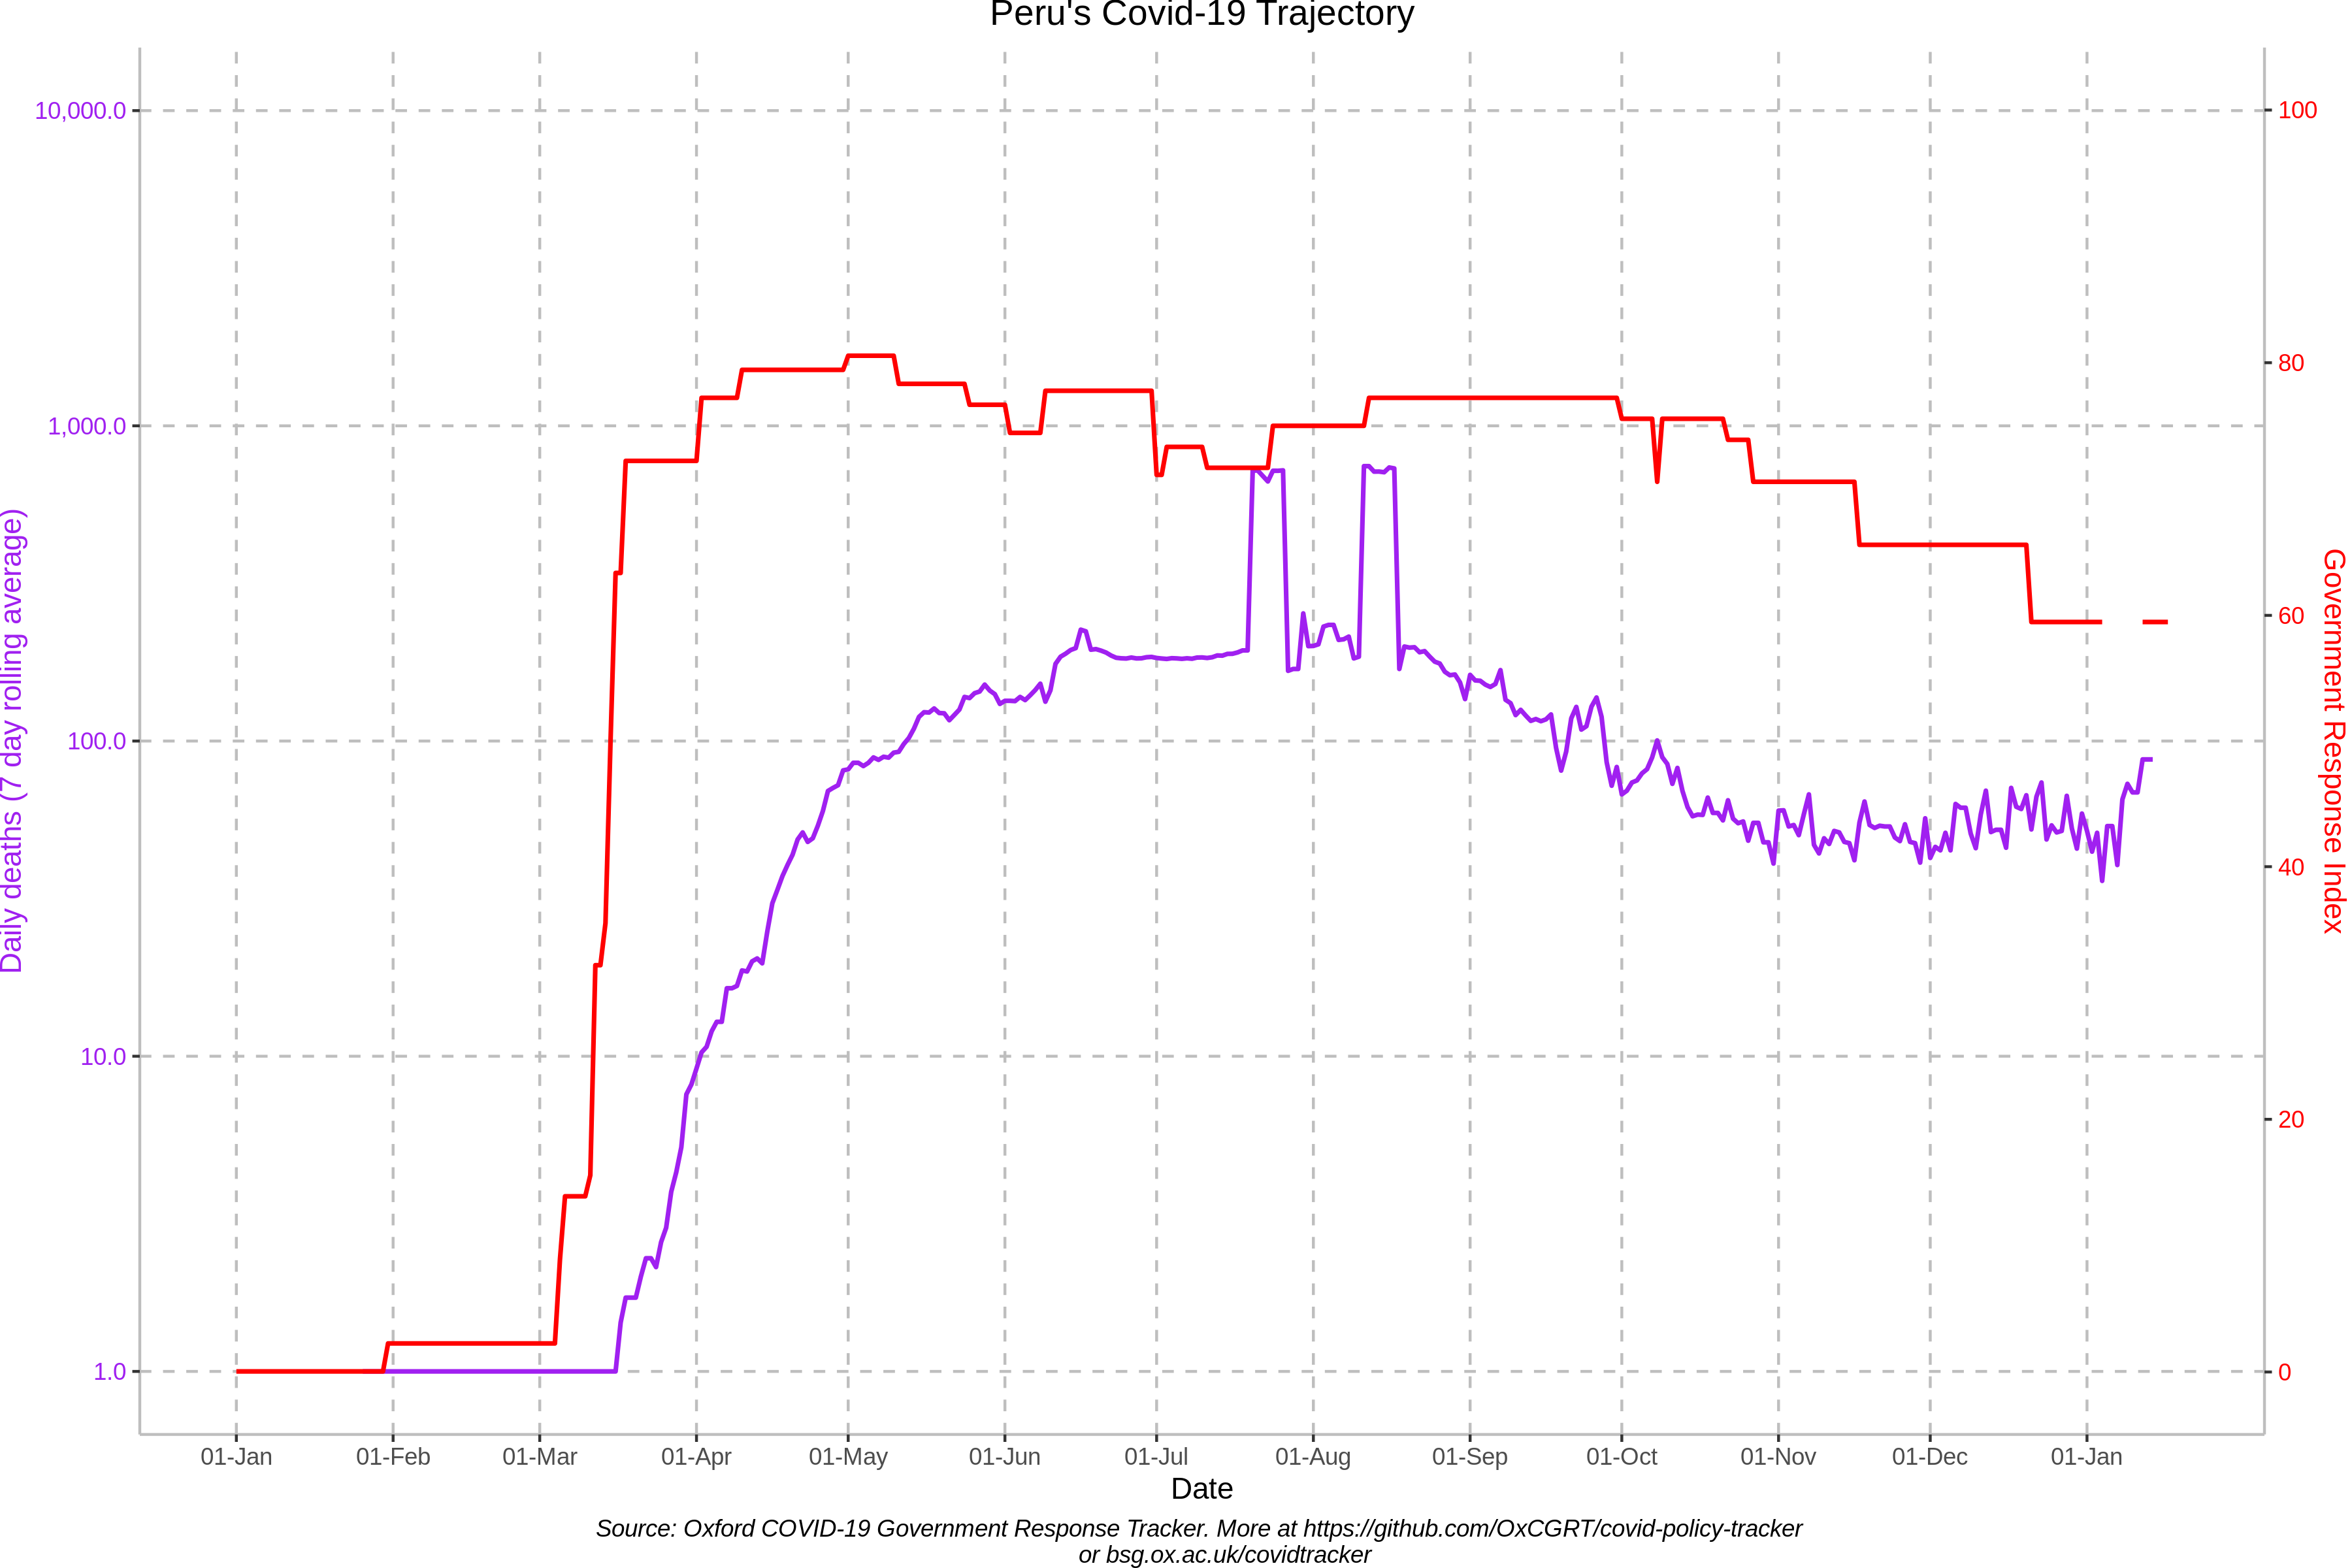 Peru's Covid-19 Trajectory
10,000.0
1,000.0
100.0
10.0
1.0
Daily deaths (7 day rolling average)
100
80
60
40
20
0
Government Response Index
01-Jan
01-Feb
01-Mar
01-Apr
01-May
01-Jun
01-Jul
01-Aug
01-Sep
01-Oct
01-Nov
01-Dec
01-Jan
Date
Source: Oxford COVID-19 Government Response Tracker. More at https://github.com/OxCGRT/covid-policy-tracker
or bsg.ox.ac.uk/covidtracker